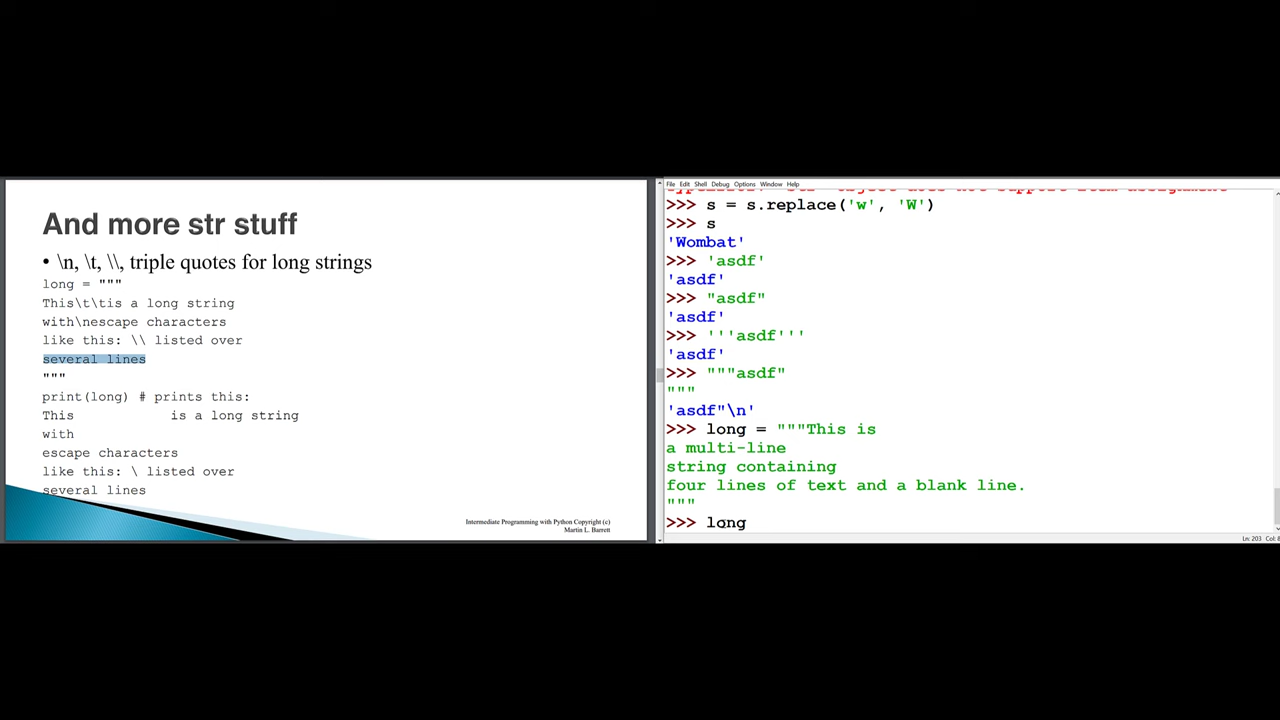 And more str stuff
• \n, \t, \\, triple quotes for long strings
long = """
This\t\tis a long string
with\nescape characters
like this: \\ listed over
several lines
"""
print(long) # prints this:
This is a long string
with
escape characters
like this: \ listed over
several lines
Intermediate Programming with Python Copyright (c)
Martin L. Barrett
File Edit Shell Debug Options Window Help
>>> s = s.replace('w', 'W')
>>> s
'Wombat'
>>> 'asdf'
'asdf'
>>> "asdf"
'asdf'
>>> '''asdf'''
'asdf'
>>> """asdf"
"""
'asdf"\n'
>>> long = """This is
a multi-line
string containing
four lines of text and a blank line.
"""
>>> long
Ln: 203 Col: 8